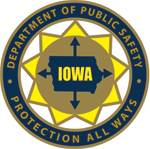 DEPARTMENT OF PUBLIC SAFETY
IOWA
PROTECTION ALL WAYS